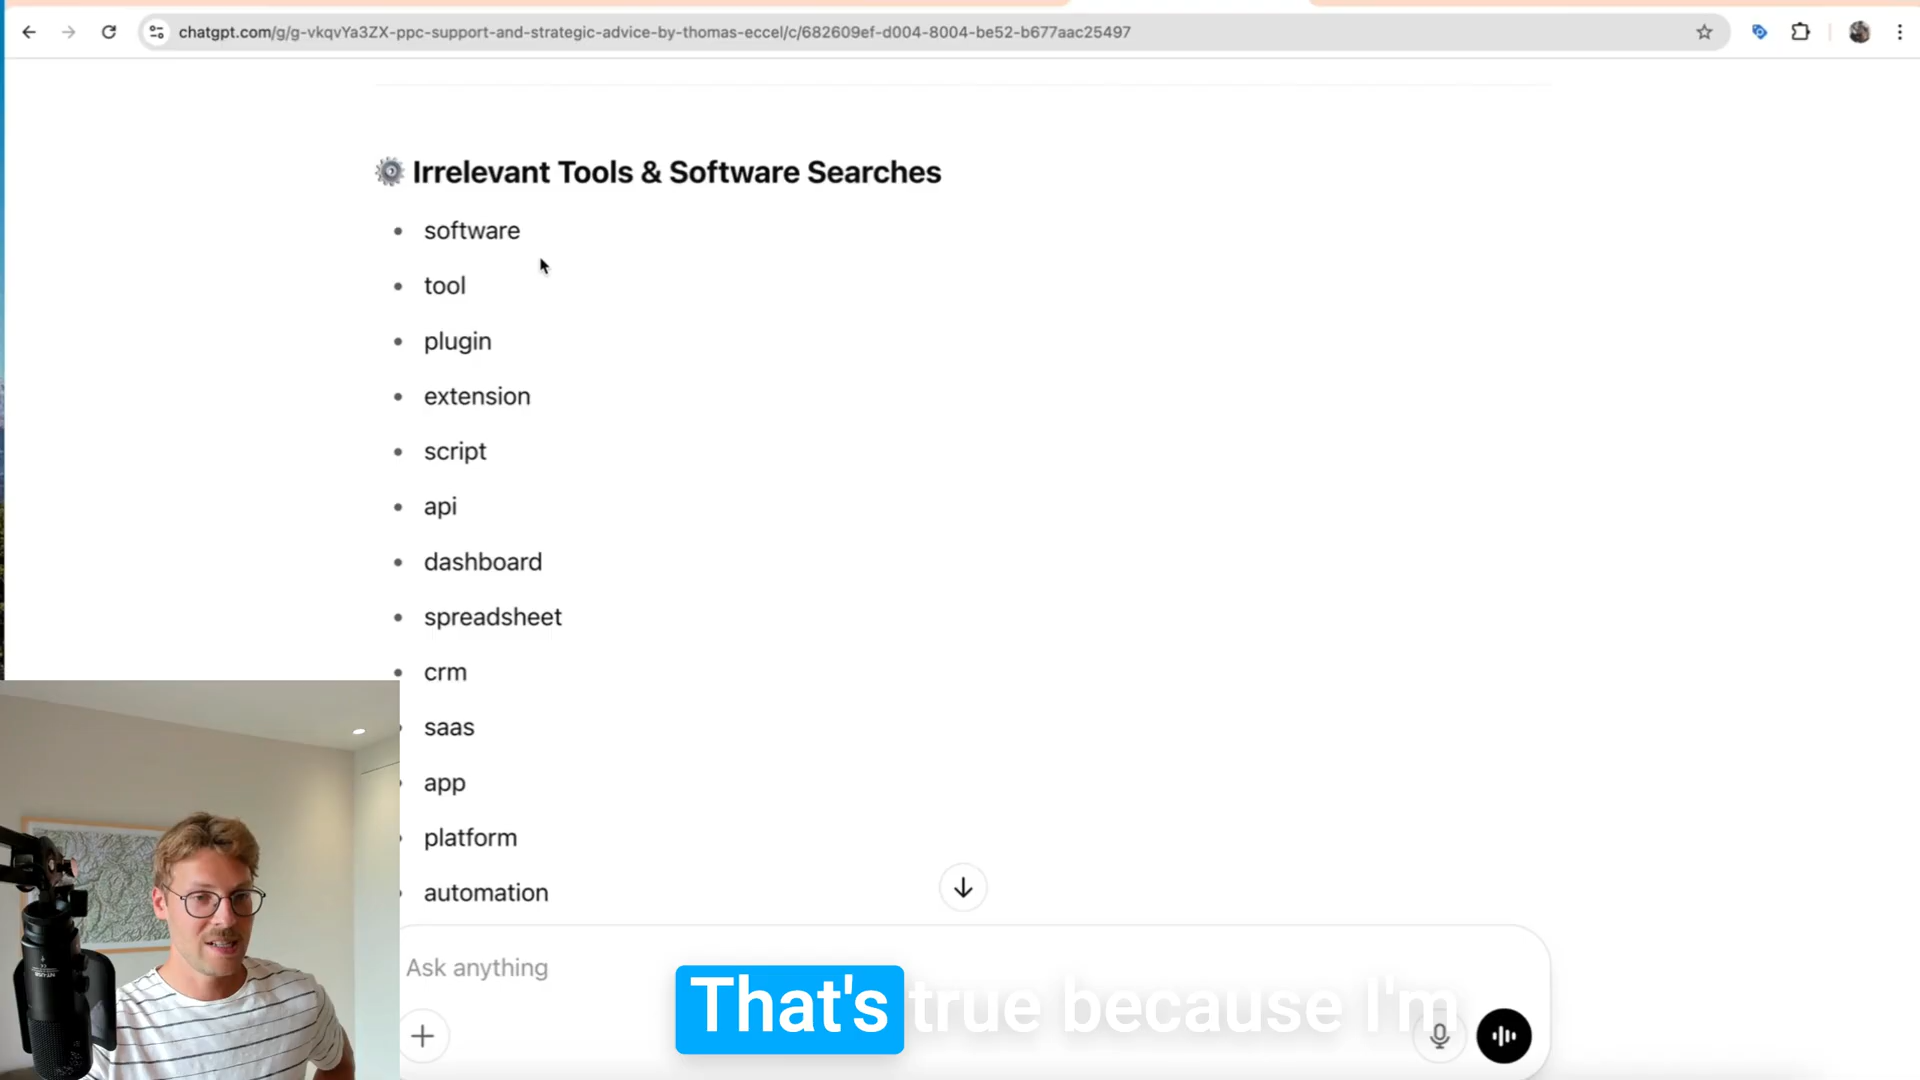 chatgpt.com/g/g-vkqvYa3ZX-ppc-support-and-strategic-advice-by-thomas-eccel/c/682609ef-d004-8004-be52-b677aac25497
Irrelevant Tools & Software Searches
software
tool
plugin
extension
script
api
dashboard
spreadsheet
crm
saas
app
platform
automation
Ask anything
That's true because I'm